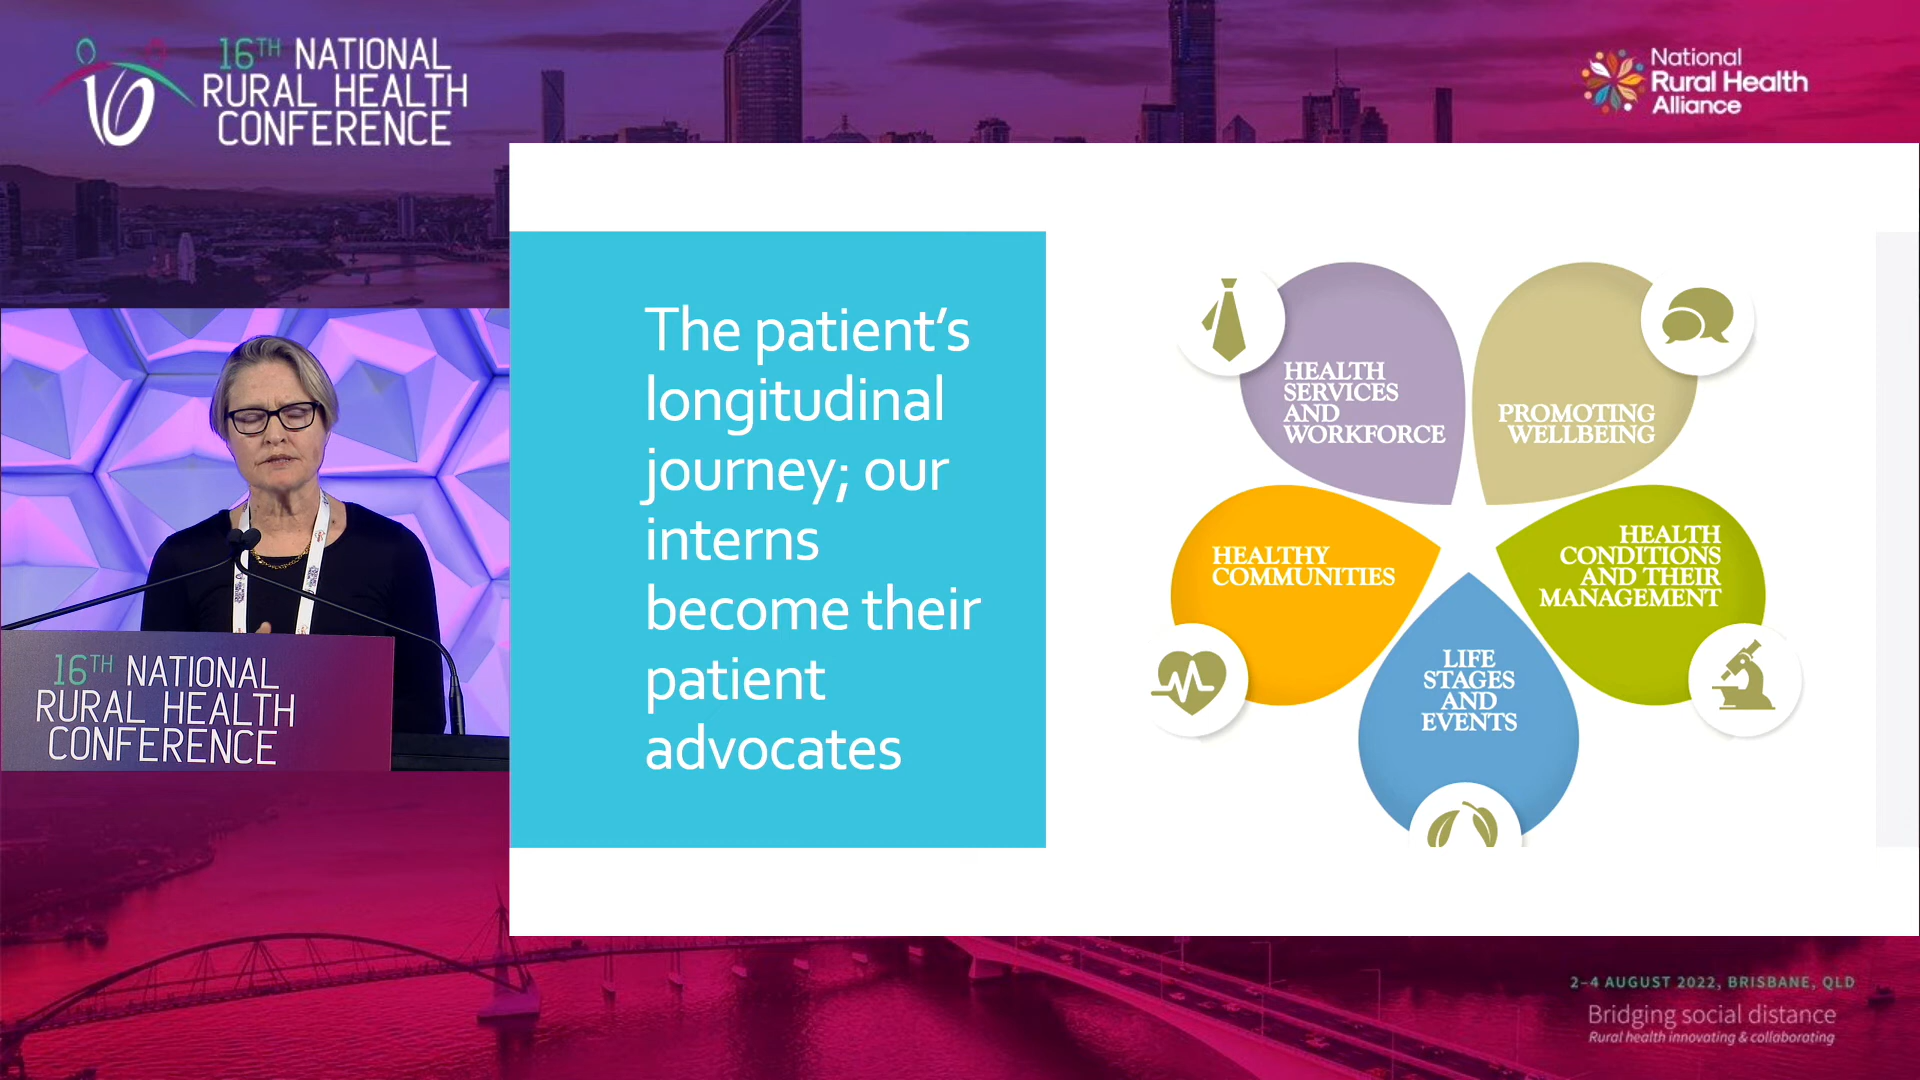 16TH NATIONAL
RURAL HEALTH
CONFERENCE
National
Rural Health
Alliance
The patient's
longitudinal
journey; our
interns
become their
patient
advocates
HEALTH
SERVICES
AND
WORKFORCE
PROMOTING
WELLBEING
HEALTHY
COMMUNITIES
HEALTH
CONDITIONS
AND THEIR
MANAGEMENT
LIFE
STAGES
AND
EVENTS
16TH NATIONAL
RURAL HEALTH
CONFERENCE
2–4 AUGUST 2022, BRISBANE, QLD
Bridging social distance
Rural health innovating & collaborating